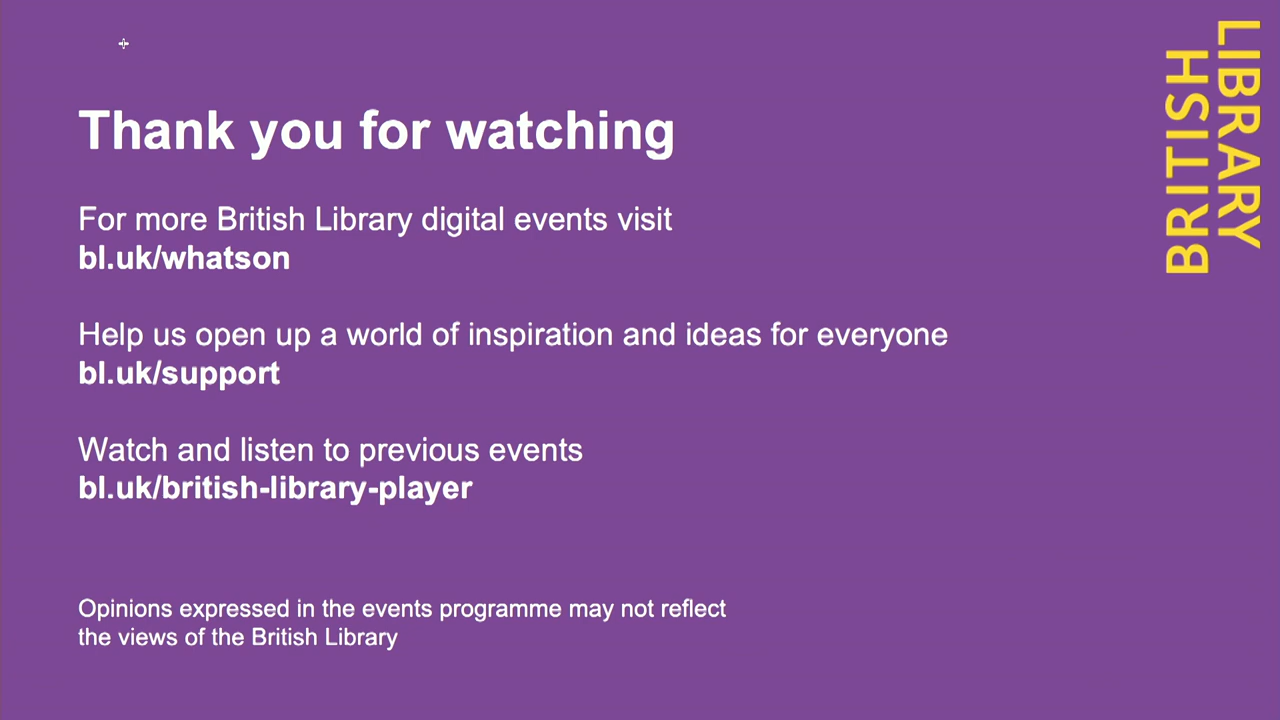 Thank you for watching
For more British Library digital events visit
bl.uk/whatson
Help us open up a world of inspiration and ideas for everyone
bl.uk/support
Watch and listen to previous events
bl.uk/british-library-player
Opinions expressed in the events programme may not reflect
the views of the British Library
BRITISH
LIBRARY